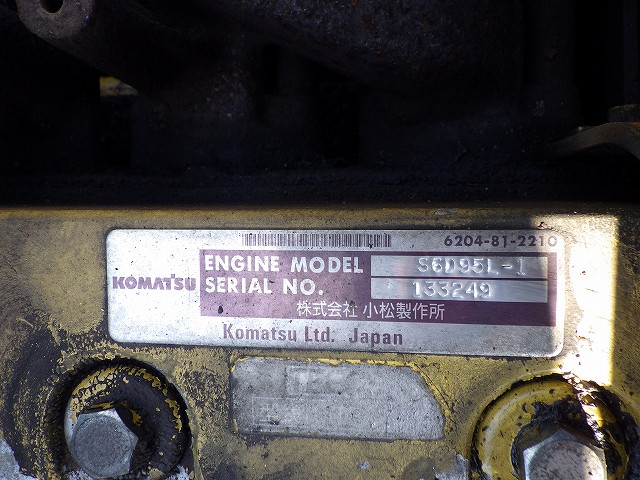 6204-81-2210
KOMATSU
ENGINE MODEL S6D95L-1
SERIAL NO. 133249
株式会社 小松製作所
Komatsu Ltd. Japan